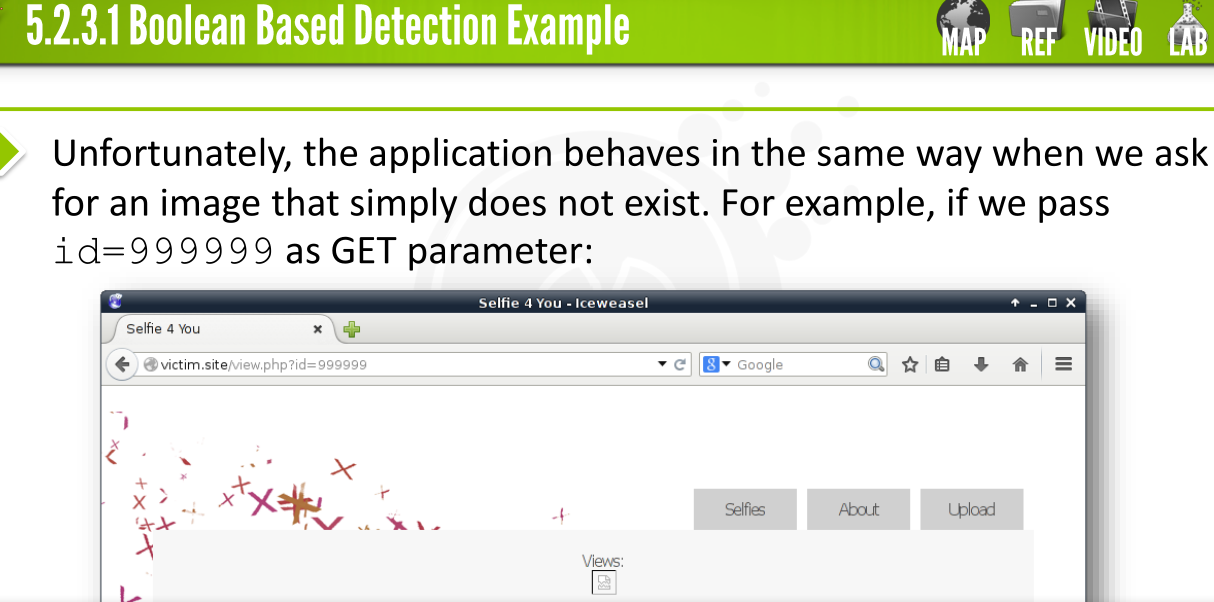 5.2.3.1 Boolean Based Detection Example
MAP REF VIDEO LAB
Unfortunately, the application behaves in the same way when we ask
for an image that simply does not exist. For example, if we pass
id=999999 as GET parameter:
Selfie 4 You - Iceweasel
Selfie 4 You
victim.site/view.php?id=999999
8 Google
Selfies About Upload
Views: